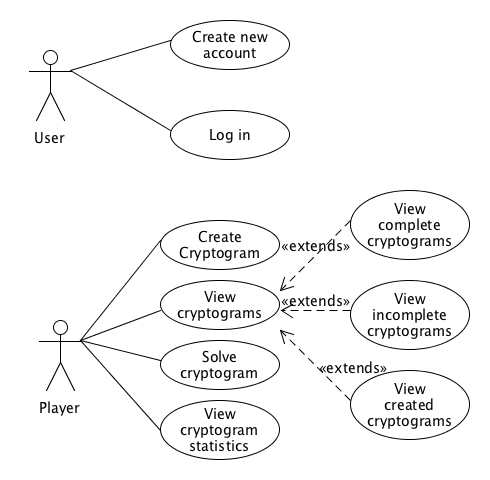 Create new
account
User
Log in
View
complete
cryptograms
Create
Cryptogram
«extends»
View
cryptograms
«extends»
View
incomplete
cryptograms
Solve
cryptogram
«extends»
Player
View
created
cryptograms
View
cryptogram
statistics